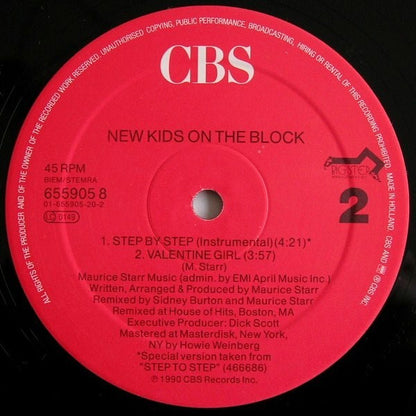 ALL RIGHTS OF THE PRODUCER AND OF THE OWNER OF THE RECORDED WORK RESERVED. UNAUTHORISED COPYING, PUBLIC PERFORMANCE, BROADCASTING, HIRING OR RENTAL OF THIS RECORDING PROHIBITED. MADE IN HOLLAND.
CBS
NEW KIDS ON THE BLOCK
45 RPM
BIEM/STEMRA
655905 8
01-655905-20-2
LC 0149
BIGSTEP
2
1. STEP BY STEP (Instrumental)(4:21)*
2. VALENTINE GIRL (3:57)
(M. Starr)
Maurice Starr Music (admin. by EMI April Music Inc.)
Written, Arranged & Produced by Maurice Starr
Remixed by Sidney Burton and Maurice Starr
Remixed at House of Hits, Boston, MA
Executive Producer: Dick Scott
Mastered at Masterdisk, New York,
NY by Howie Weinberg
*Special version taken from
"STEP TO STEP" (466686)
℗ 1990 CBS Records Inc.